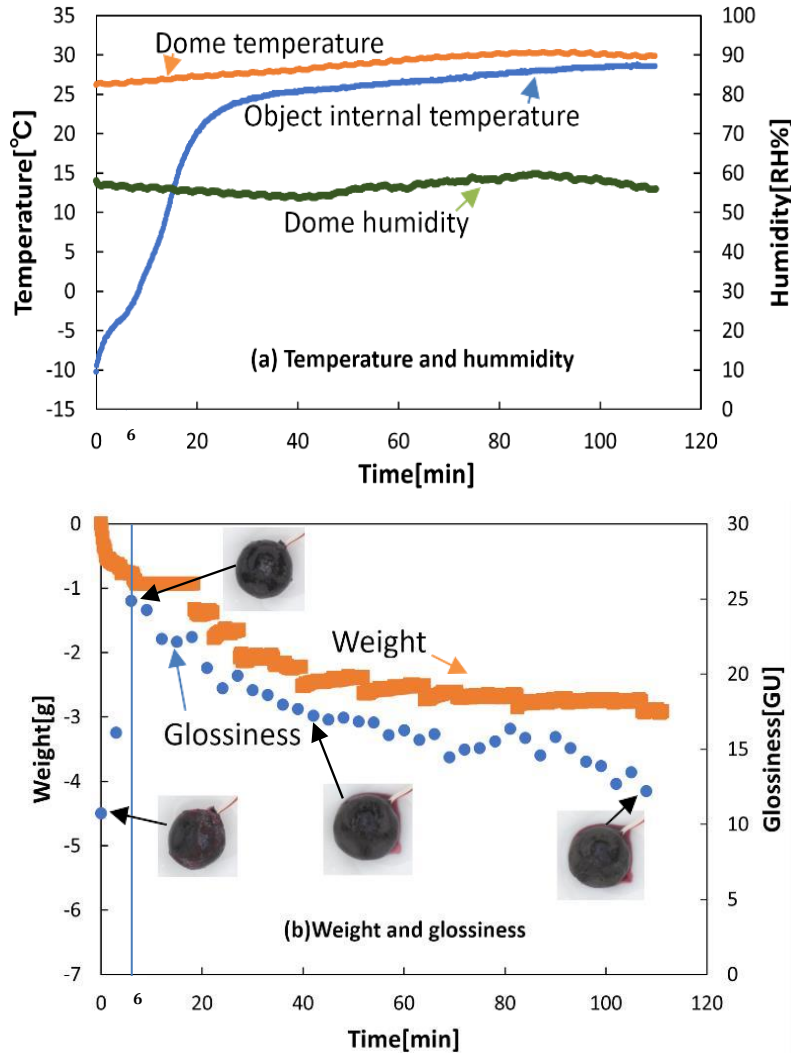 35
30
25
20
15
10
5
0
-5
-10
-15
100
90
80
70
60
50
40
30
20
10
0
Temperature[℃]
Humidity[RH%]
Dome temperature
Object internal temperature
Dome humidity
(a) Temperature and hummidity
0 6 20 40 60 80 100 120
Time[min]
0
-1
-2
-3
-4
-5
-6
-7
30
25
20
15
10
5
0
Weight[g]
Glossiness[GU]
Weight
Glossiness
(b)Weight and glossiness
0 6 20 40 60 80 100 120
Time[min]